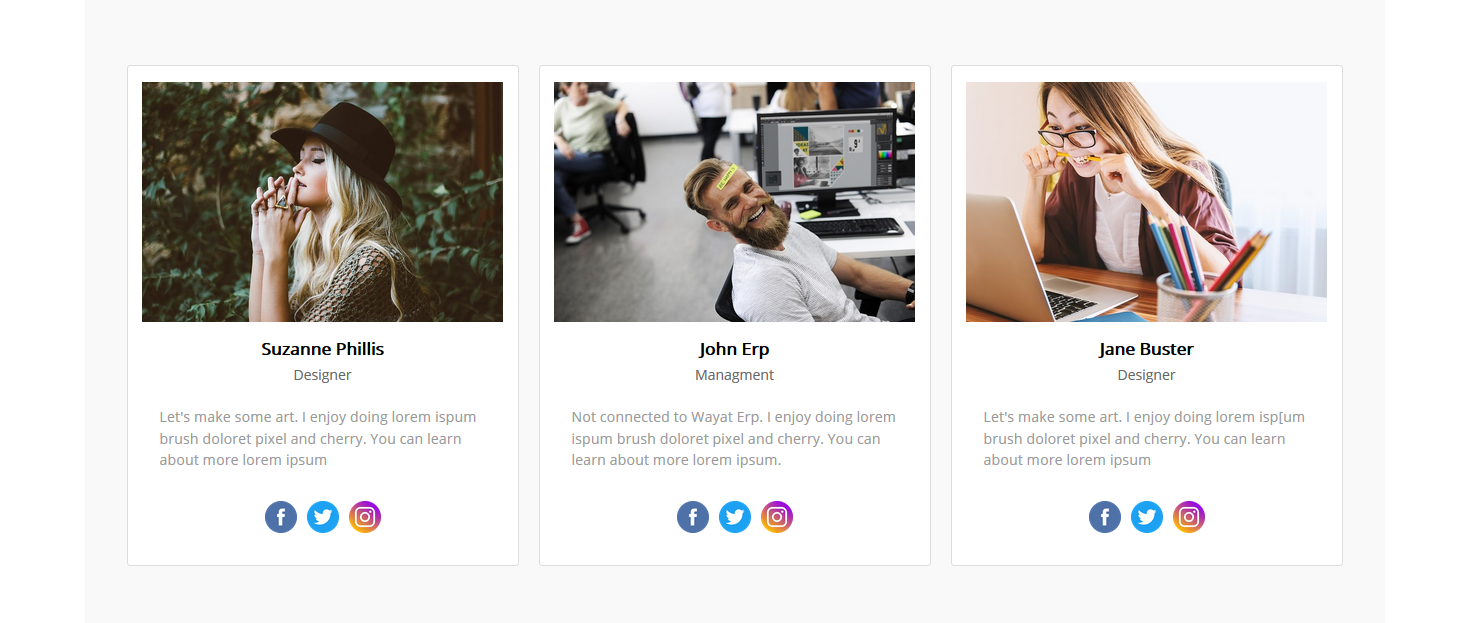 Suzanne Phillis
Designer
Let's make some art. I enjoy doing lorem ispum
brush doloret pixel and cherry. You can learn
about more lorem ipsum
John Erp
Managment
Not connected to Wayat Erp. I enjoy doing lorem
ispum brush doloret pixel and cherry. You can
learn about more lorem ipsum.
Jane Buster
Designer
Let's make some art. I enjoy doing lorem isp[um
brush doloret pixel and cherry. You can learn
about more lorem ipsum